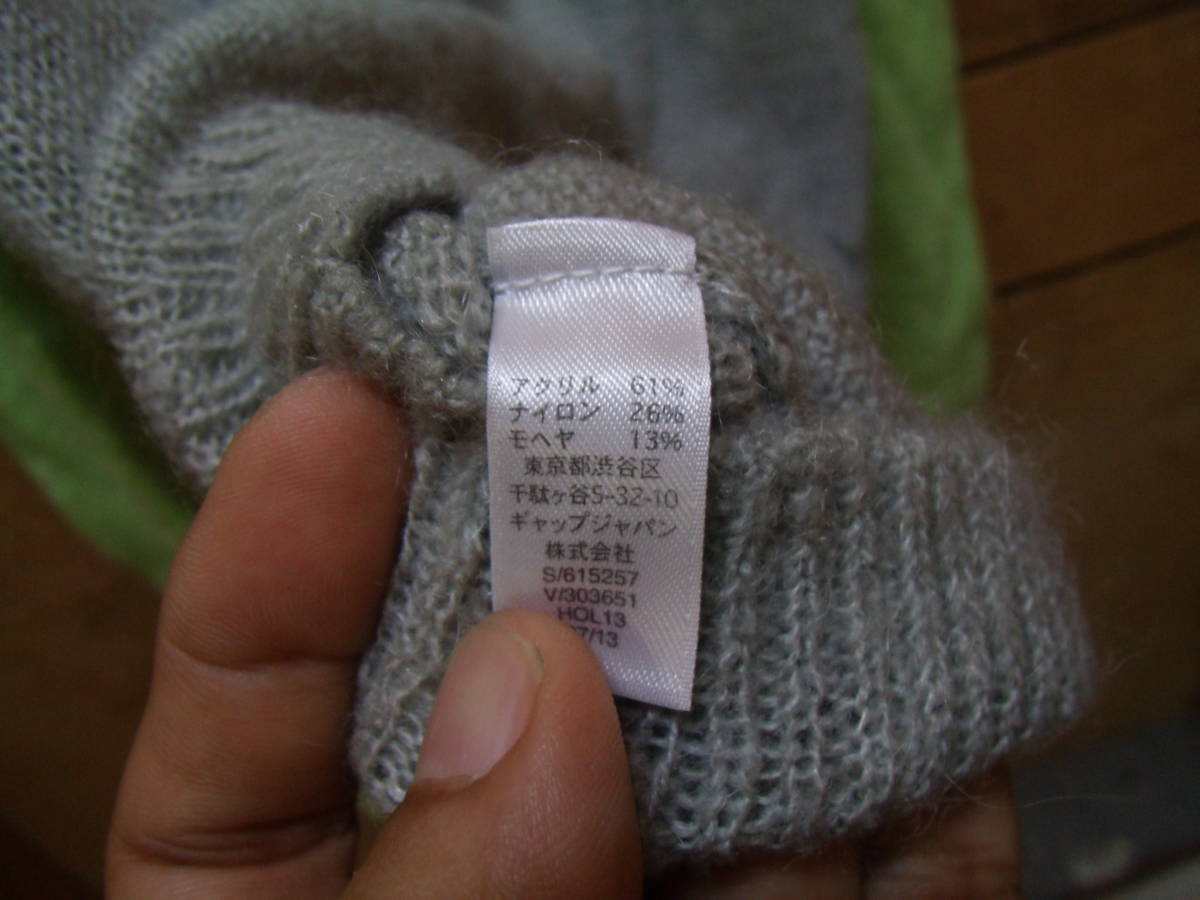 アクリル 61%
ナイロン 26%
モヘヤ 13%
東京都渋谷区
千駄ヶ谷5-32-10
ギャップジャパン
株式会社
S/615257
V/303651
HOL13